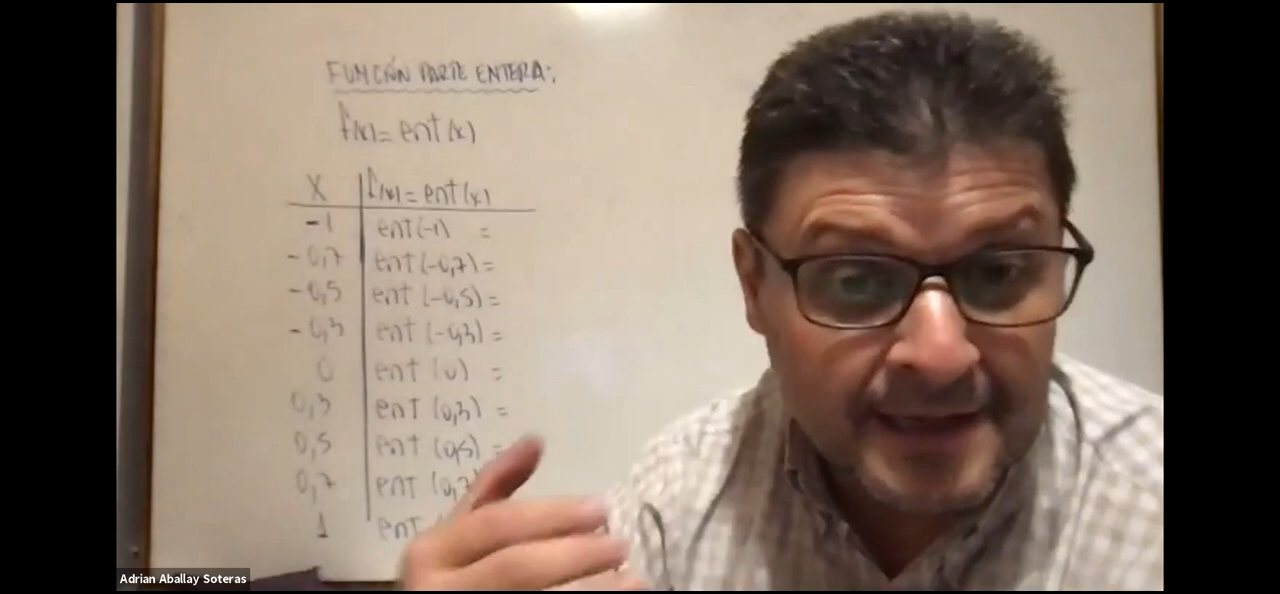 FUNCIÓN PARTE ENTERA:
f(x)= ent(x)
X f(x)= ent(x)
-1 ent(-1) =
-0,7 ent(-0,7)=
-0,5 ent(-0,5)=
-0,3 ent(-0,3)=
0 ent(0) =
0,3 ent(0,3) =
0,5 ent(0,5) =
0,7 ent(0,7
1 ent
Adrian Aballay Soteras